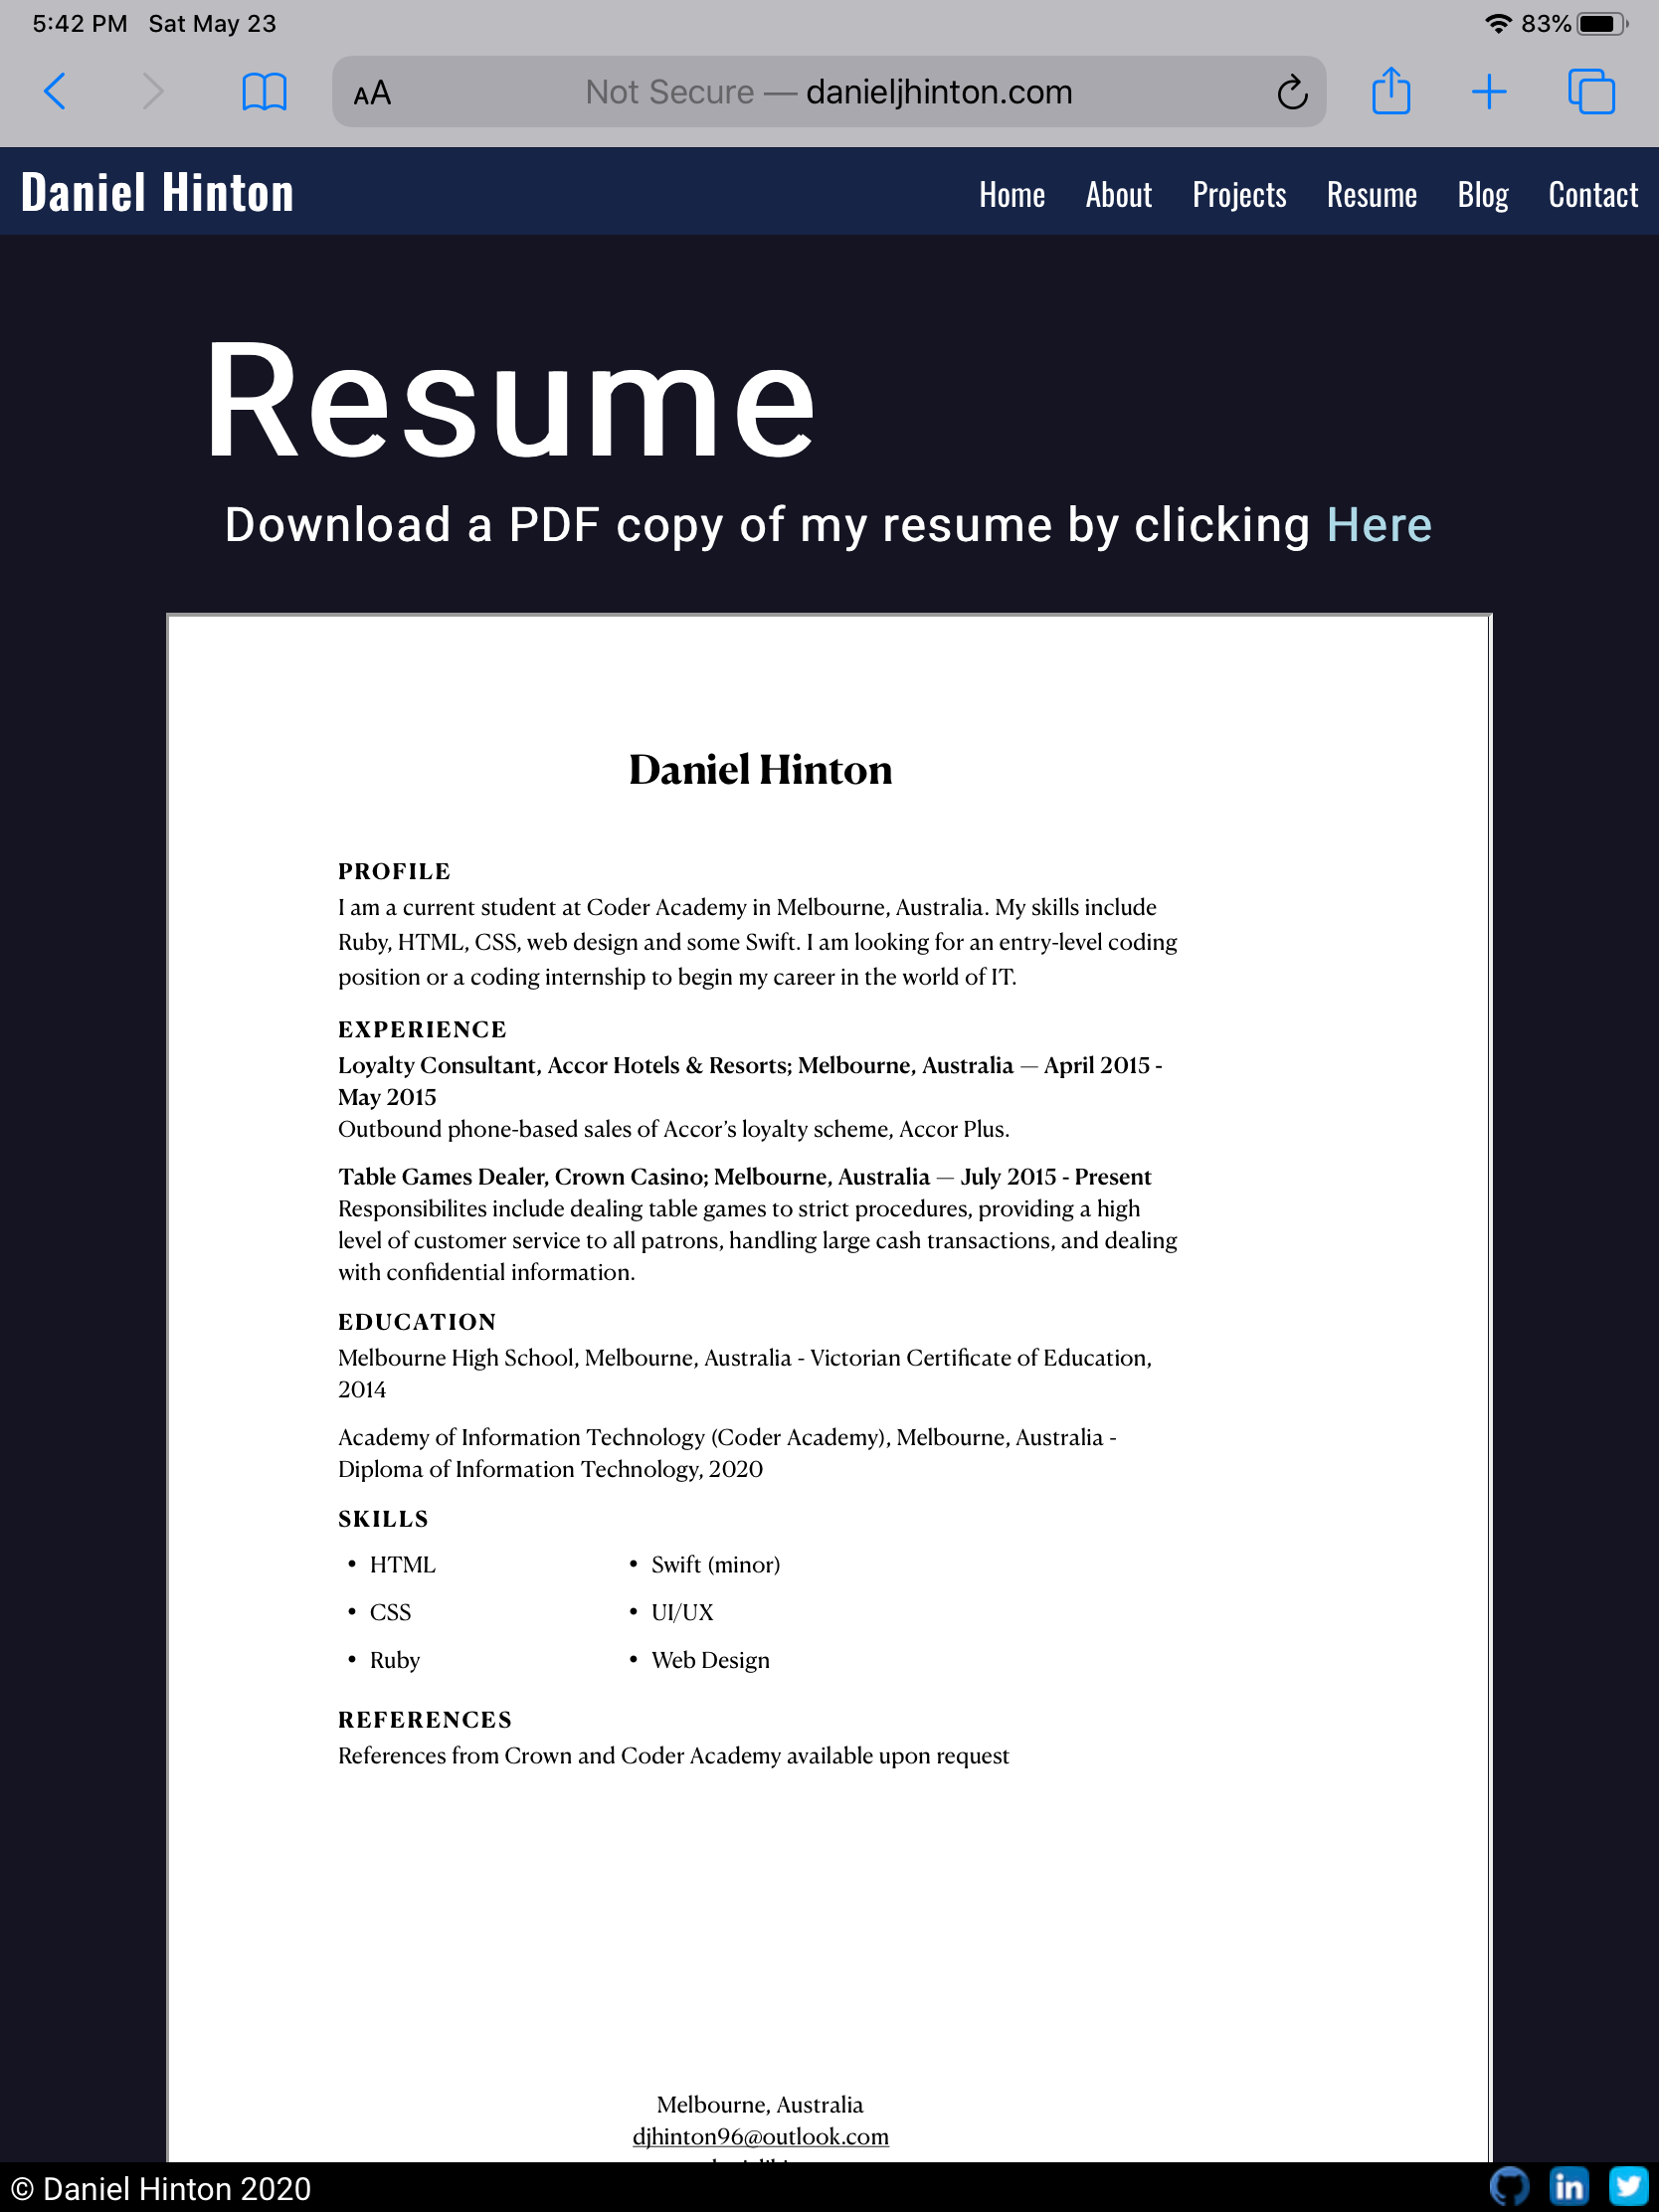 5:42 PM Sat May 23 83%
AA Not Secure — danieljhinton.com
Daniel Hinton Home About Projects Resume Blog Contact
Resume
Download a PDF copy of my resume by clicking Here
Daniel Hinton
PROFILE
I am a current student at Coder Academy in Melbourne, Australia. My skills include
Ruby, HTML, CSS, web design and some Swift. I am looking for an entry-level coding
position or a coding internship to begin my career in the world of IT.
EXPERIENCE
Loyalty Consultant, Accor Hotels & Resorts; Melbourne, Australia — April 2015 -
May 2015
Outbound phone-based sales of Accor’s loyalty scheme, Accor Plus.
Table Games Dealer, Crown Casino; Melbourne, Australia — July 2015 - Present
Responsibilites include dealing table games to strict procedures, providing a high
level of customer service to all patrons, handling large cash transactions, and dealing
with confidential information.
EDUCATION
Melbourne High School, Melbourne, Australia - Victorian Certificate of Education,
2014
Academy of Information Technology (Coder Academy), Melbourne, Australia -
Diploma of Information Technology, 2020
SKILLS
• HTML
• CSS
• Ruby
• Swift (minor)
• UI/UX
• Web Design
REFERENCES
References from Crown and Coder Academy available upon request
Melbourne, Australia
djhinton96@outlook.com
© Daniel Hinton 2020 in